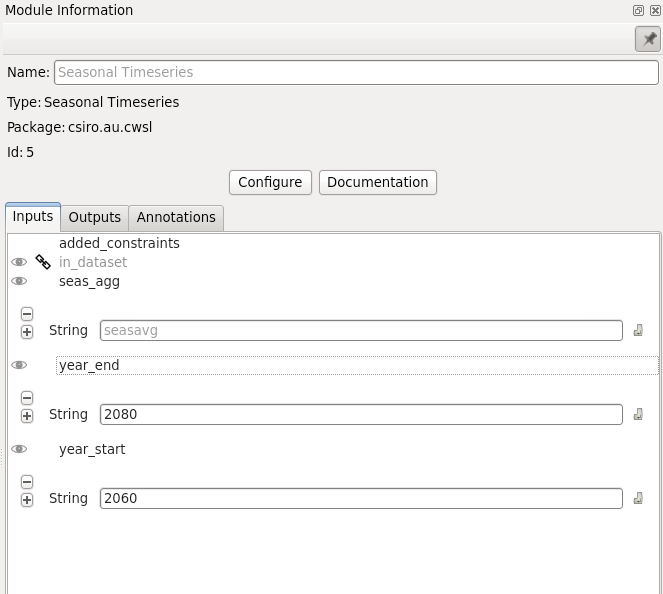 Module Information
Name: Seasonal Timeseries
Type: Seasonal Timeseries
Package: csiro.au.cwsl
Id: 5
Configure Documentation
Inputs Outputs Annotations
added_constraints
in_dataset
seas_agg
String seasavg
year_end
String 2080
year_start
String 2060